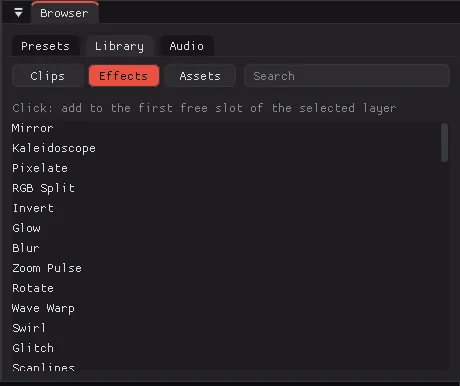 Browser
Presets Library Audio
Clips Effects Assets Search
Click: add to the first free slot of the selected layer
Mirror
Kaleidoscope
Pixelate
RGB Split
Invert
Glow
Blur
Zoom Pulse
Rotate
Wave Warp
Swirl
Glitch
Scanlines